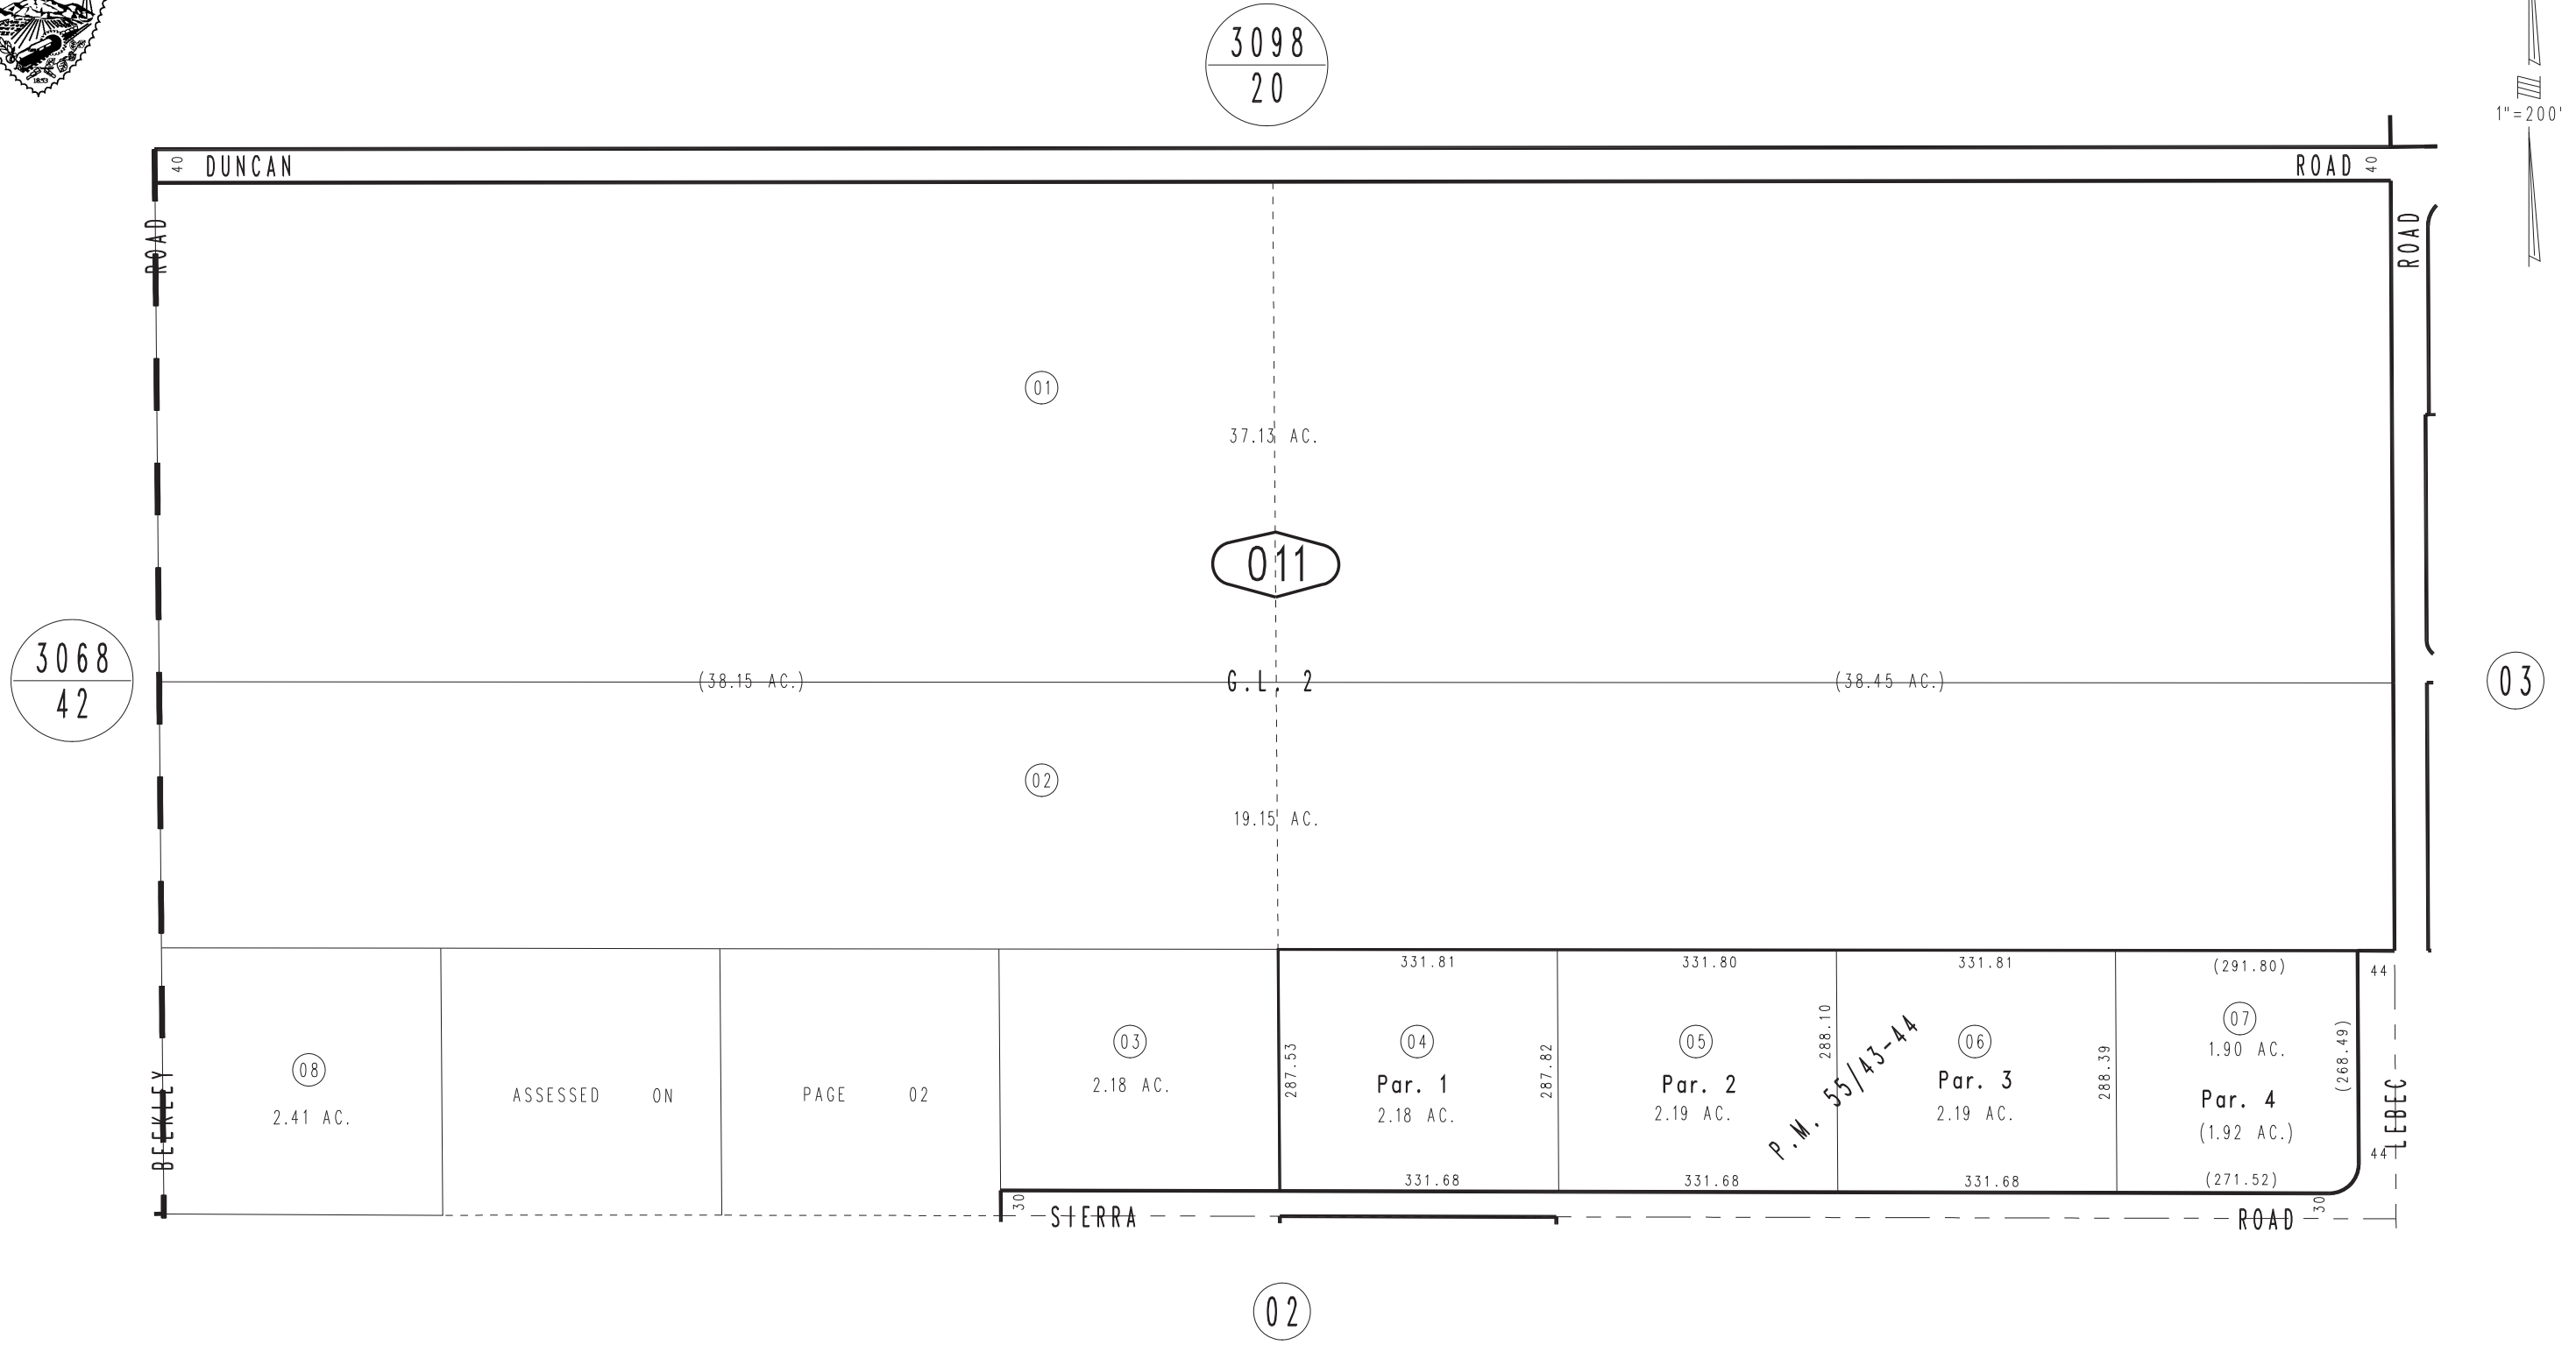 1853
3098
20
1"=200'
40 DUNCAN ROAD 40
ROAD
ROAD
01
37.13 AC.
011
3068
42
(38.15 AC.) G.L. 2 (38.45 AC.)
03
02
19.15 AC.
331.81 331.80 331.81 (291.80) 44
08
2.41 AC.
ASSESSED ON PAGE 02
03
2.18 AC.
287.53
04
Par. 1
2.18 AC.
287.82
05
Par. 2
2.19 AC.
288.10
P.M. 55/43-44
06
Par. 3
2.19 AC.
288.39
07
1.90 AC.
Par. 4
(1.92 AC.)
(268.49)
BEEKLEY
LEBEC
44
331.68 331.68 331.68 (271.52)
30 SIERRA ROAD 30
02